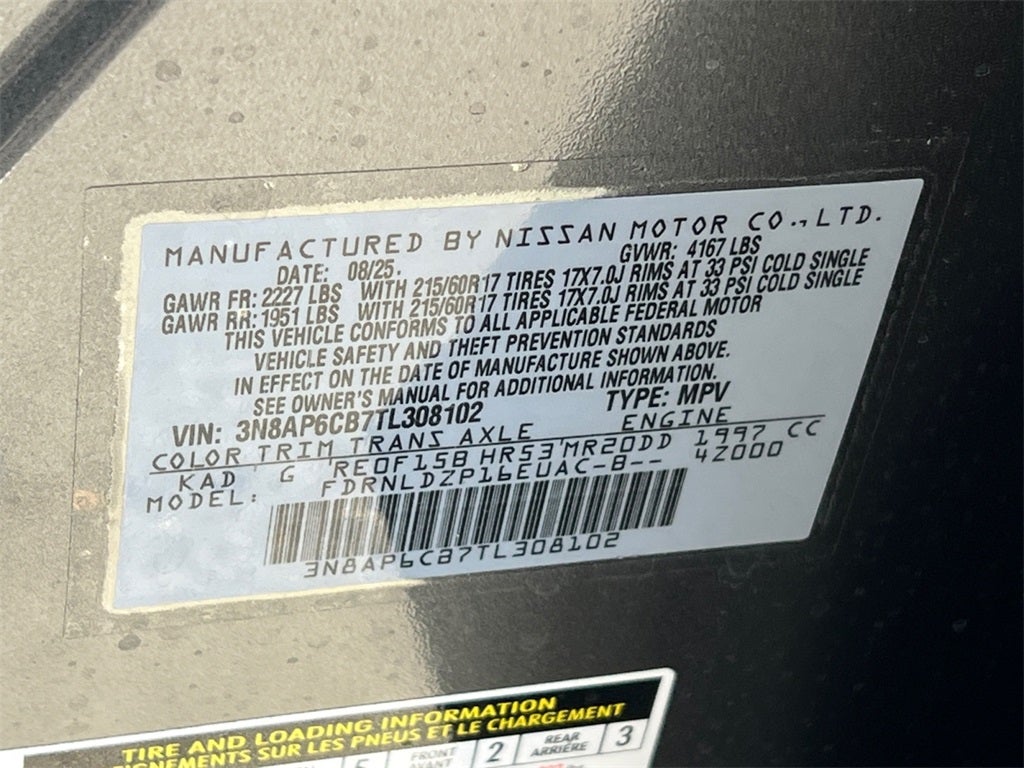 MANUFACTURED BY NISSAN MOTOR CO., LTD.
DATE: 08/25. GVWR: 4167 LBS
GAWR FR: 2227 LBS WITH 215/60R17 TIRES 17X7.0J RIMS AT 33 PSI COLD SINGLE
GAWR RR: 1951 LBS WITH 215/60R17 TIRES 17X7.0J RIMS AT 33 PSI COLD SINGLE
THIS VEHICLE CONFORMS TO ALL APPLICABLE FEDERAL MOTOR
VEHICLE SAFETY AND THEFT PREVENTION STANDARDS
IN EFFECT ON THE DATE OF MANUFACTURE SHOWN ABOVE.
SEE OWNER'S MANUAL FOR ADDITIONAL INFORMATION.
VIN: 3N8AP6CB7TL308102 TYPE: MPV
COLOR TRIM TRANS AXLE ENGINE
KAD G RE0F15B HR53 MR20DD 1997 CC
MODEL: FDRNLDZP16EUAC-B-- 4Z000
3N8AP6CB7TL308102
TIRE AND LOADING INFORMATION
SUR LES PNEUS ET LE CHARGEMENT
FRONT 2 REAR 3
AVANT ARRIÈRE